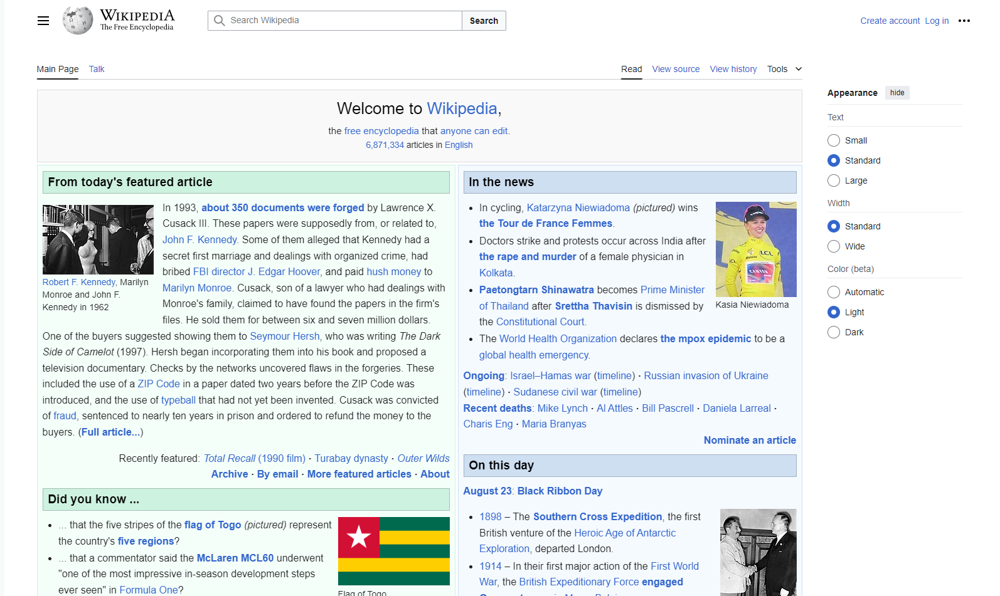 WIKIPEDIA
The Free Encyclopedia
Search Wikipedia
Search
Create account Log in
Main Page Talk
Read View source View history Tools
Welcome to Wikipedia,
the free encyclopedia that anyone can edit.
6,871,334 articles in English
From today's featured article
Robert F. Kennedy, Marilyn
Monroe and John F.
Kennedy in 1962
In 1993, about 350 documents were forged by Lawrence X.
Cusack III. These papers were supposedly from, or related to,
John F. Kennedy. Some of them alleged that Kennedy had a
secret first marriage and dealings with organized crime, had
bribed FBI director J. Edgar Hoover, and paid hush money to
Marilyn Monroe. Cusack, son of a lawyer who had dealings with
Monroe's family, claimed to have found the papers in the firm's
files. He sold them for between six and seven million dollars.
One of the buyers suggested showing them to Seymour Hersh, who was writing The Dark
Side of Camelot (1997). Hersh began incorporating them into his book and proposed a
television documentary. Checks by the networks uncovered flaws in the forgeries. These
included the use of a ZIP Code in a paper dated two years before the ZIP Code was
introduced, and the use of typeball that had not yet been invented. Cusack was convicted
of fraud, sentenced to nearly ten years in prison and ordered to refund the money to the
buyers. (Full article...)
Recently featured: Total Recall (1990 film) · Turabay dynasty · Outer Wilds
Archive · By email · More featured articles · About
Did you know ...
• ... that the five stripes of the flag of Togo (pictured) represent
the country's five regions?
• ... that a commentator said the McLaren MCL60 underwent
"one of the most impressive in-season development steps
ever seen" in Formula One?
Flag of Togo
In the news
• In cycling, Katarzyna Niewiadoma (pictured) wins
the Tour de France Femmes.
• Doctors strike and protests occur across India after
the rape and murder of a female physician in
Kolkata.
• Paetongtarn Shinawatra becomes Prime Minister
of Thailand after Srettha Thavisin is dismissed by
the Constitutional Court.
• The World Health Organization declares the mpox epidemic to be a
global health emergency.
LCL
LCL
CANYON
Kasia Niewiadoma
Ongoing: Israel–Hamas war (timeline) · Russian invasion of Ukraine
(timeline) · Sudanese civil war (timeline)
Recent deaths: Mike Lynch · Al Attles · Bill Pascrell · Daniela Larreal ·
Charis Eng · Maria Branyas
Nominate an article
On this day
August 23: Black Ribbon Day
• 1898 – The Southern Cross Expedition, the first
British venture of the Heroic Age of Antarctic
Exploration, departed London.
• 1914 – In their first major action of the First World
War, the British Expeditionary Force engaged
Appearance hide
Text
Small
Standard
Large
Width
Standard
Wide
Color (beta)
Automatic
Light
Dark